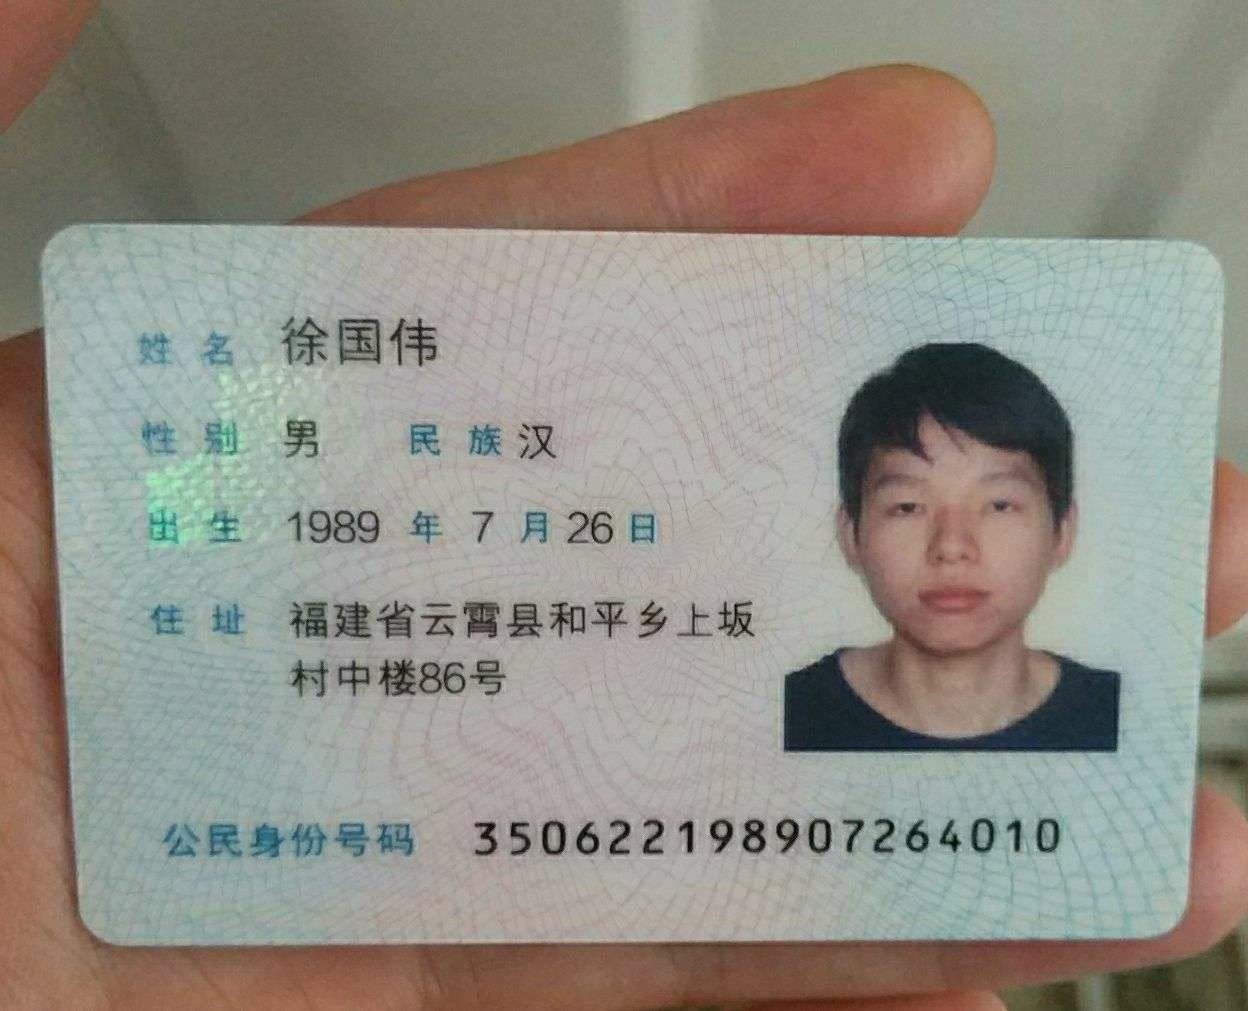 姓名 徐国伟
性别 男 民族 汉
出生 1989 年 7 月 26 日
住址 福建省云霄县和平乡上坂
村中楼86号
公民身份号码 350622198907264010